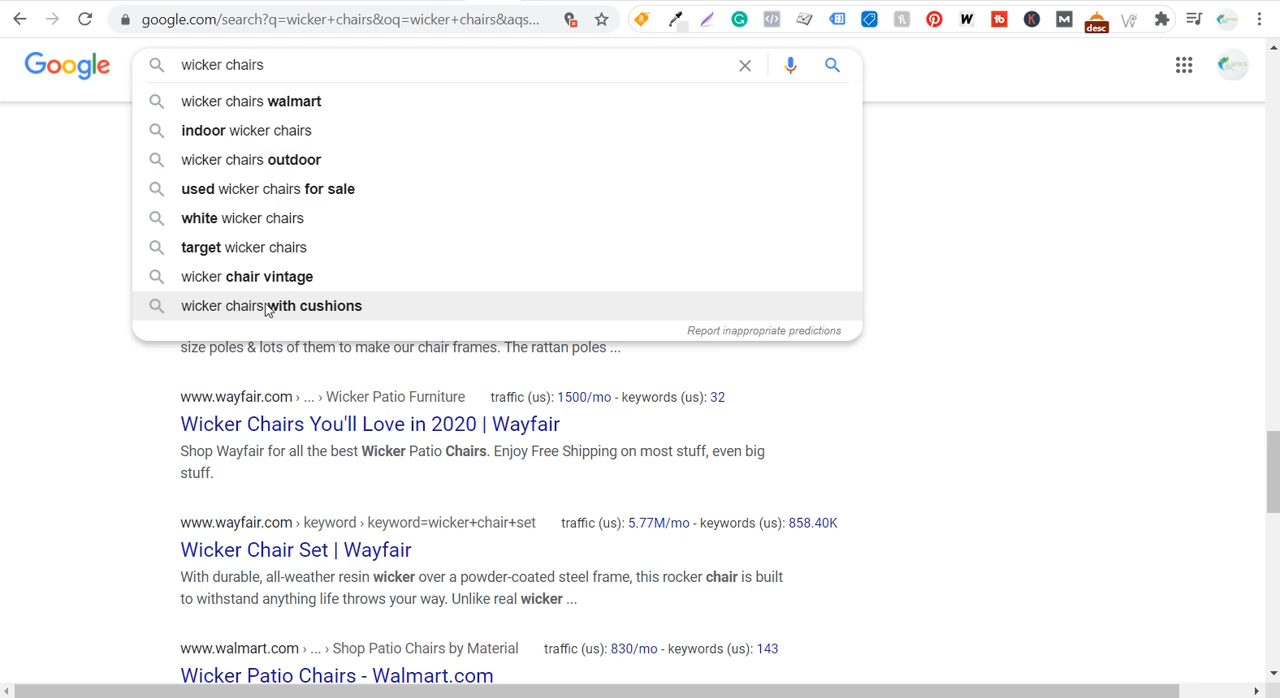 google.com/search?q=wicker+chairs&oq=wicker+chairs&aqs...
desc
Google
wicker chairs
wicker chairs walmart
indoor wicker chairs
wicker chairs outdoor
used wicker chairs for sale
white wicker chairs
target wicker chairs
wicker chair vintage
wicker chairs with cushions
Report inappropriate predictions
size poles & lots of them to make our chair frames. The rattan poles ...
www.wayfair.com › ... › Wicker Patio Furniture traffic (us): 1500/mo - keywords (us): 32
Wicker Chairs You'll Love in 2020 | Wayfair
Shop Wayfair for all the best Wicker Patio Chairs. Enjoy Free Shipping on most stuff, even big
stuff.
www.wayfair.com › keyword › keyword=wicker+chair+set traffic (us): 5.77M/mo - keywords (us): 858.40K
Wicker Chair Set | Wayfair
With durable, all-weather resin wicker over a powder-coated steel frame, this rocker chair is built
to withstand anything life throws your way. Unlike real wicker ...
www.walmart.com › ... › Shop Patio Chairs by Material traffic (us): 830/mo - keywords (us): 143
Wicker Patio Chairs - Walmart.com